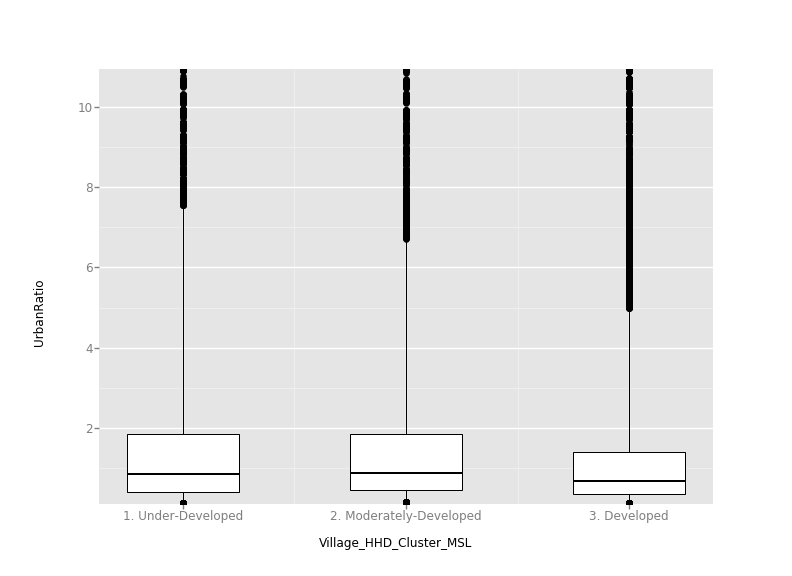 10
8
6
4
2
UrbanRatio
1. Under-Developed
2. Moderately-Developed
3. Developed
Village_HHD_Cluster_MSL